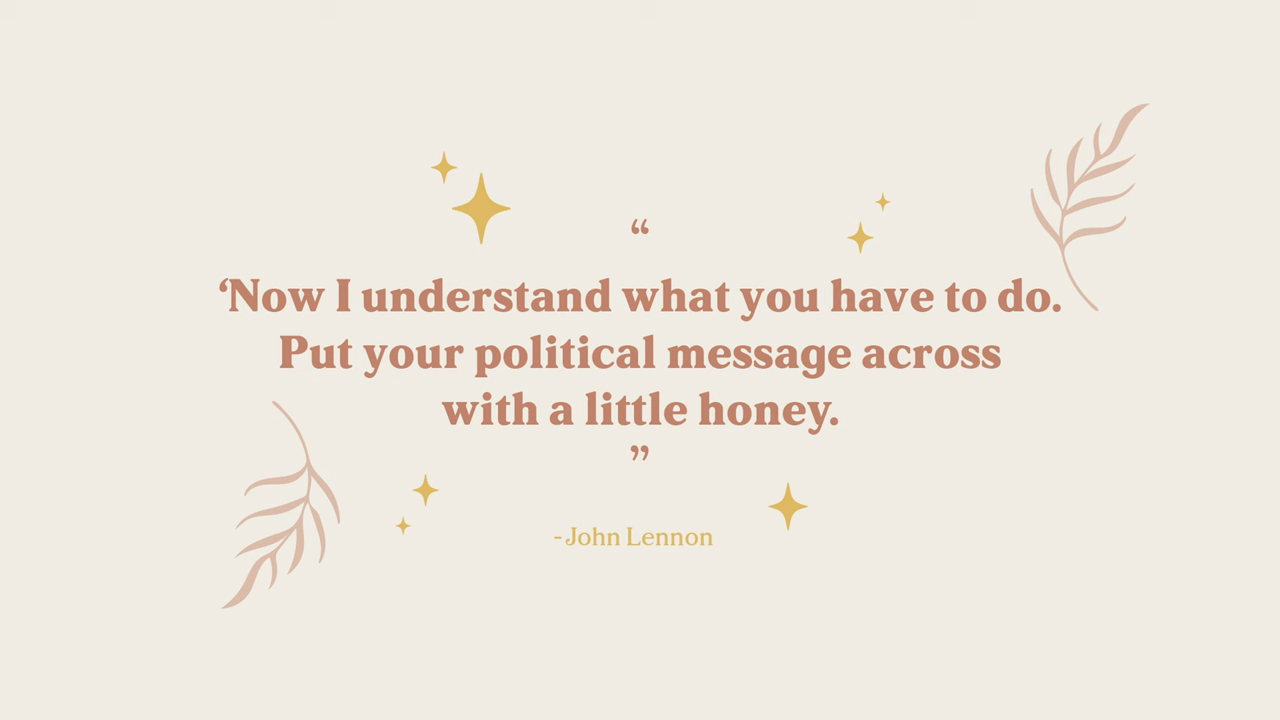 “
‘Now I understand what you have to do.
Put your political message across
with a little honey.
”
-John Lennon